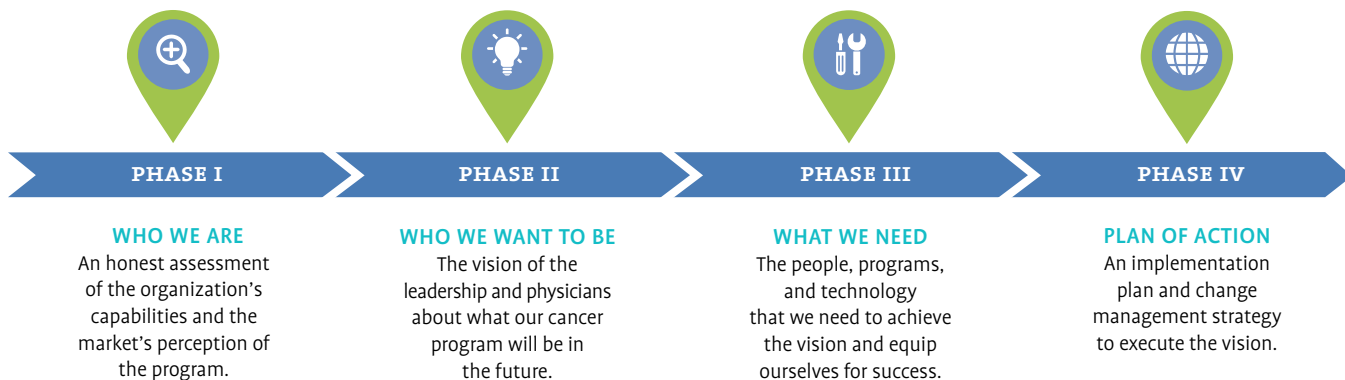 PHASE I
PHASE II
PHASE III
PHASE IV
WHO WE ARE
An honest assessment
of the organization's
capabilities and the
market's perception of
the program.
WHO WE WANT TO BE
The vision of the
leadership and physicians
about what our cancer
program will be in
the future.
WHAT WE NEED
The people, programs,
and technology
that we need to achieve
the vision and equip
ourselves for success.
PLAN OF ACTION
An implementation
plan and change
management strategy
to execute the vision.